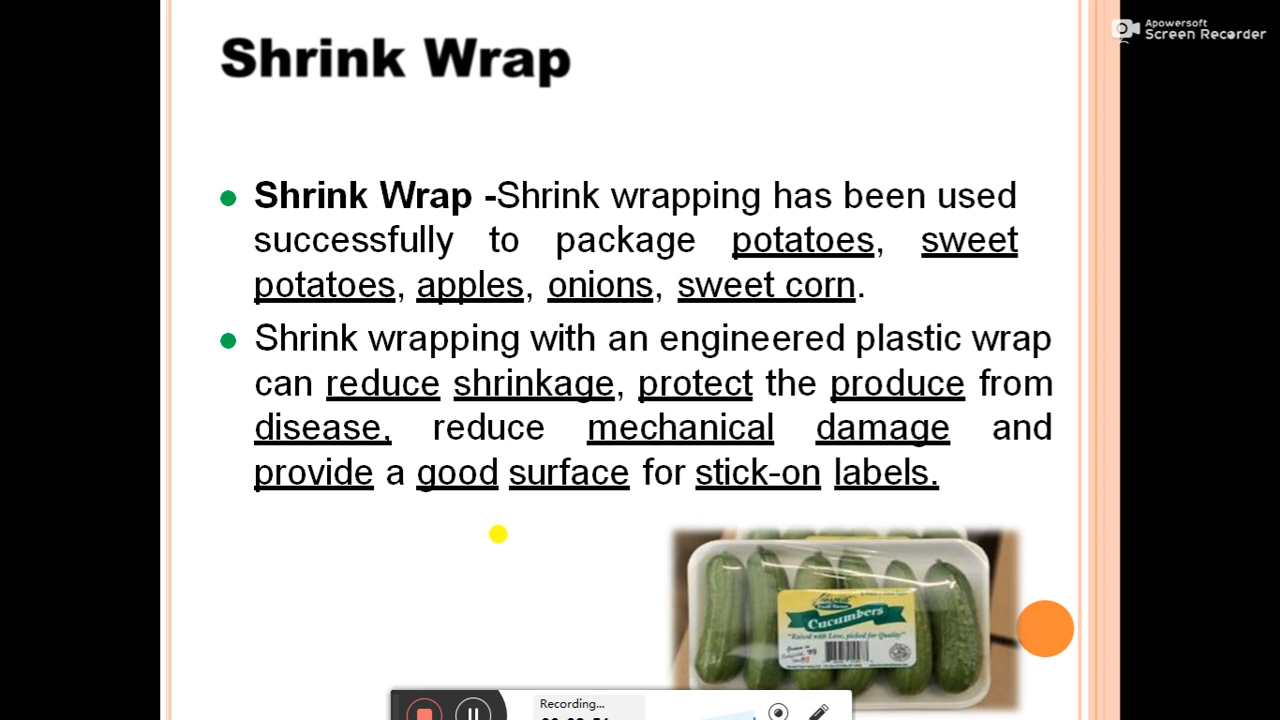 Apowersoft
Screen Recorder
Shrink Wrap
Shrink Wrap -Shrink wrapping has been used
successfully to package potatoes, sweet
potatoes, apples, onions, sweet corn.
Shrink wrapping with an engineered plastic wrap
can reduce shrinkage, protect the produce from
disease, reduce mechanical damage and
provide a good surface for stick-on labels.
Cucumbers
"Raised with Love, picked for Quality"
Recording...